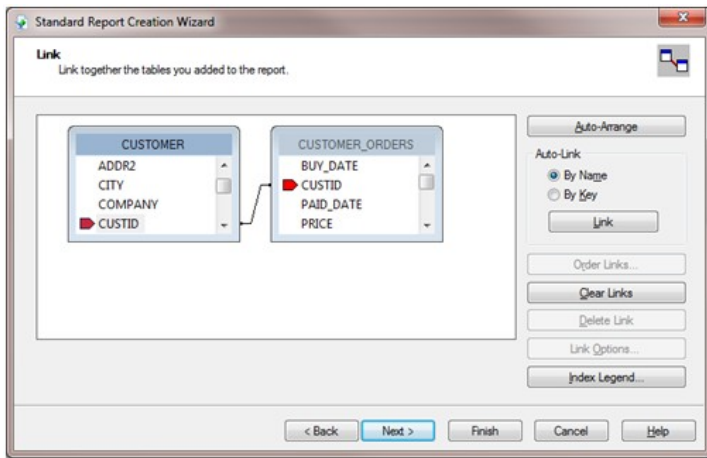 Standard Report Creation Wizard
Link
Link together the tables you added to the report.
CUSTOMER
ADDR2
CITY
COMPANY
CUSTID
CUSTOMER_ORDERS
BUY_DATE
CUSTID
PAID_DATE
PRICE
Auto-Arrange
Auto-Link
By Name
By Key
Link
Order Links...
Clear Links
Delete Link
Link Options...
Index Legend...
< Back
Next >
Finish
Cancel
Help